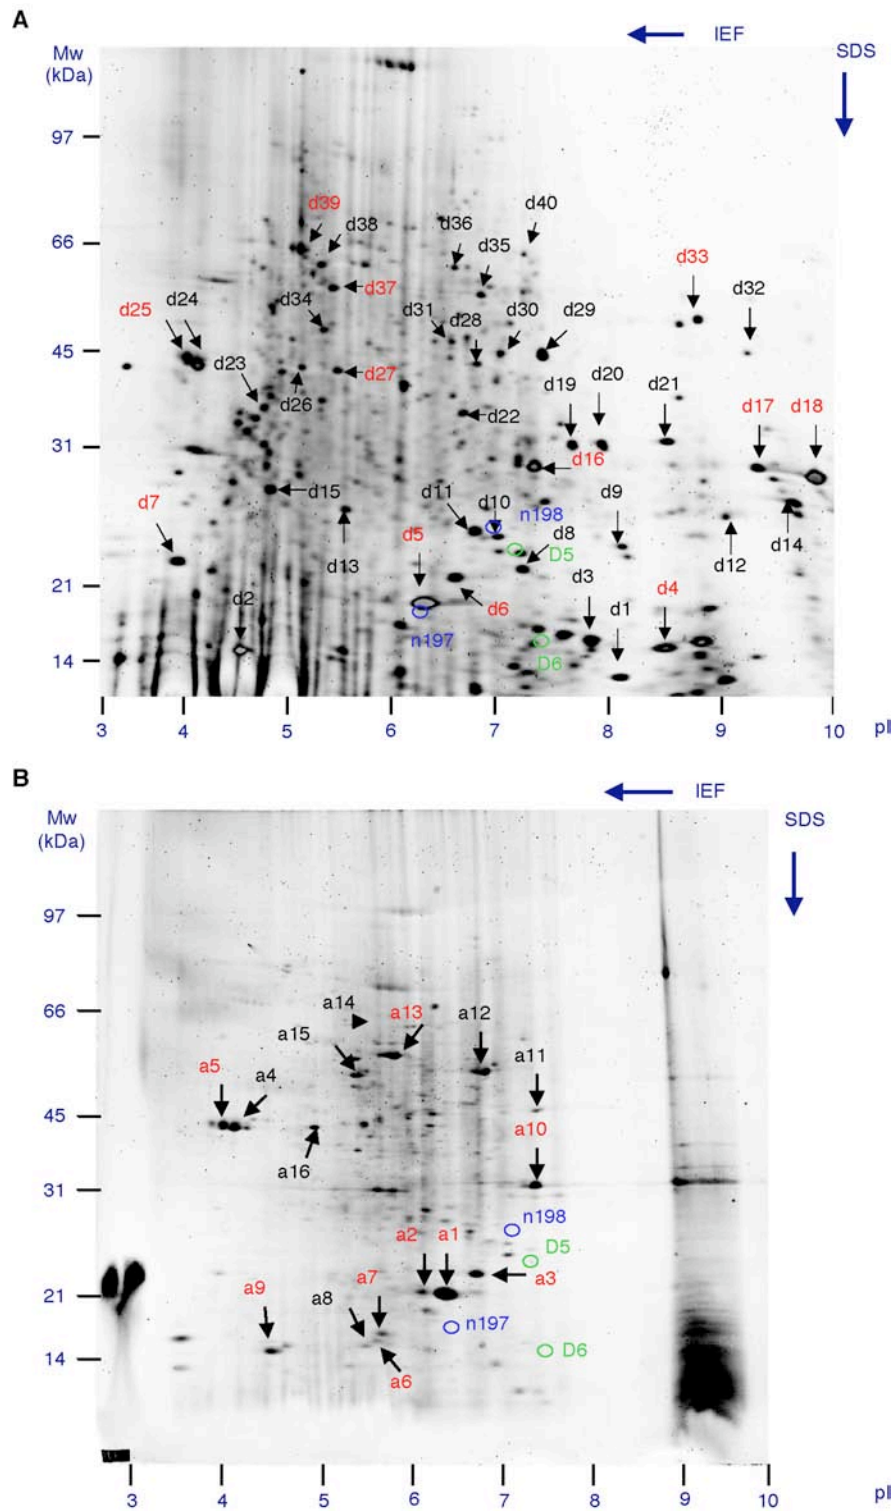 A
IEF
Mw
(kDa)
SDS
97
d39
d38
d36
d40
d35
66
d33
d25
d24
d34
d37
d31
d28
d30
d29
d32
45
d23
d26
d27
d22
d19
d20
d21
d17
d18
31
d16
d7
d15
d11
d10
n198
d9
d13
d5
d8
D5
d12
d14
21
d2
d6
d3
d1
d4
n197
D6
14
3 4 5 6 7 8 9 10 pI
B
IEF
Mw
(kDa)
SDS
97
66
a14
a13
a12
a15
a11
a5
a4
45
a10
a16
31
n198
a2 a1
D5
a3
21
a9
a7
a8
n197
D6
14
a6
3 4 5 6 7 8 9 10 pI